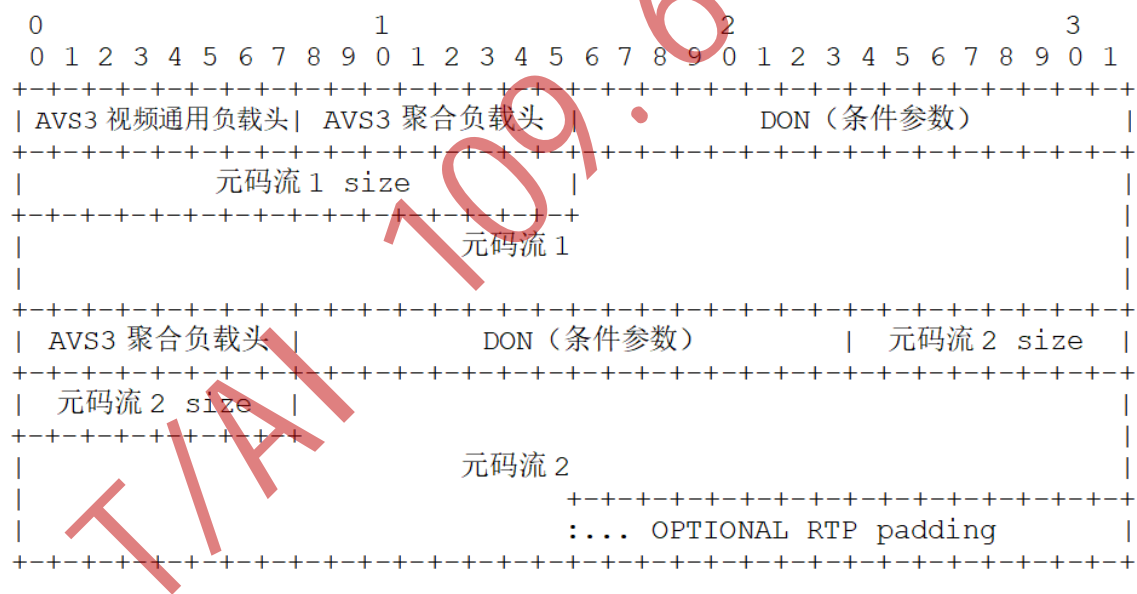 0 1 2 3
0 1 2 3 4 5 6 7 8 9 0 1 2 3 4 5 6 7 8 9 0 1 2 3 4 5 6 7 8 9 0 1
+-+-+-+-+-+-+-+-+-+-+-+-+-+-+-+-+-+-+-+-+-+-+-+-+-+-+-+-+-+-+-+-+
| AVS3 视频通用负载头| AVS3 聚合负载头 | DON（条件参数） |
+-+-+-+-+-+-+-+-+-+-+-+-+-+-+-+-+-+-+-+-+-+-+-+-+-+-+-+-+-+-+-+-+
| 元码流 1 size | |
+-+-+-+-+-+-+-+-+-+-+-+-+-+-+-+-+ |
| 元码流 1 |
| |
+-+-+-+-+-+-+-+-+-+-+-+-+-+-+-+-+-+-+-+-+-+-+-+-+-+-+-+-+-+-+-+-+
| AVS3 聚合负载头 | DON（条件参数） | 元码流 2 size |
+-+-+-+-+-+-+-+-+-+-+-+-+-+-+-+-+-+-+-+-+-+-+-+-+-+-+-+-+-+-+-+-+
| 元码流 2 size | |
+-+-+-+-+-+-+-+-+ |
| 元码流 2 |
| +-+-+-+-+-+-+-+-+-+-+-+-+-+-+-+-+
| :... OPTIONAL RTP padding |
+-+-+-+-+-+-+-+-+-+-+-+-+-+-+-+-+-+-+-+-+-+-+-+-+-+-+-+-+-+-+-+-+
T/AI 109.6